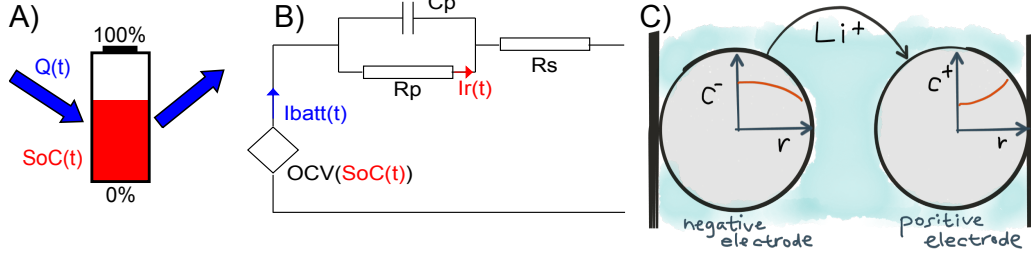 A)
100%
Q(t)
SoC(t)
0%
B)
Cp
Rp
Ir(t)
Rs
Ibatt(t)
OCV(SoC(t))
C)
Li+
C-
r
C+
r
negative
electrode
positive
electrode